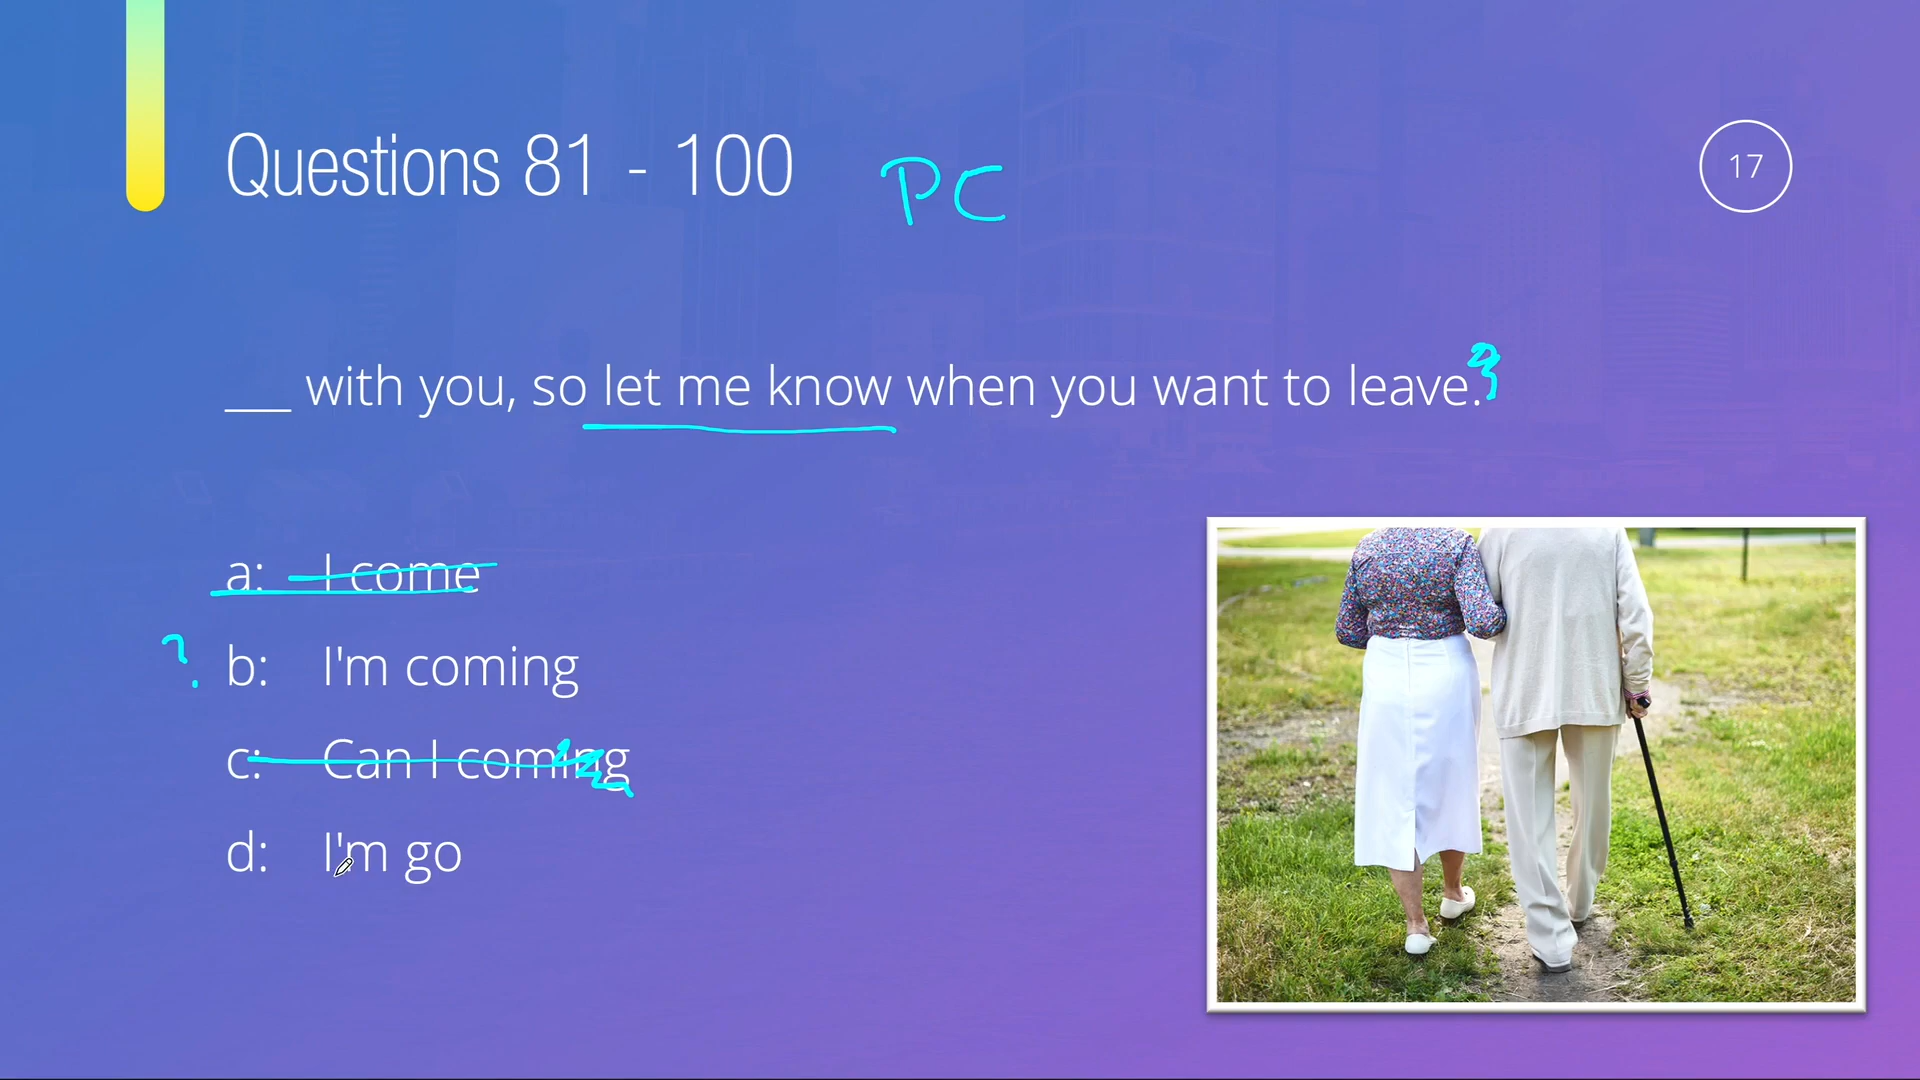 Questions 81 - 100
PC
17
___ with you, so let me know when you want to leave.?
a: I come
? b: I'm coming
c: Can I coming
d: I'm go